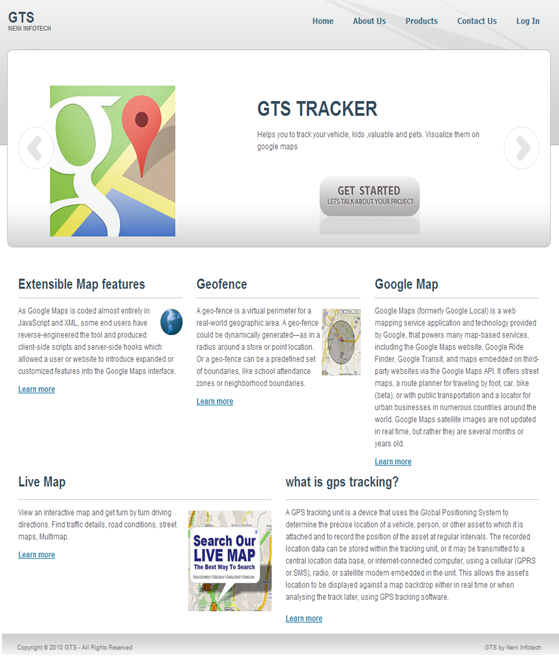 GTS
NENI INFOTECH
Home About Us Products Contact Us Log In
GTS TRACKER
Helps you to track your vehicle, kids ,valuable and pets. Visualize them on
google maps
GET STARTED
LETS TALK ABOUT YOUR PROJECT
Extensible Map features
As Google Maps is coded almost entirely in
JavaScript and XML, some end users have
reverse-engineered the tool and produced
client-side scripts and server-side hooks which
allowed a user or website to introduce expanded or
customized features into the Google Maps interface.
Learn more
Geofence
A geo-fence is a virtual perimeter for a
real-world geographic area. A geo-fence
could be dynamically generated—as in a
radius around a store or point location.
Or a geo-fence can be a predefined set
of boundaries, like school attendance
zones or neighborhood boundaries.
Learn more
Google Map
Google Maps (formerly Google Local) is a web
mapping service application and technology provided
by Google, that powers many map-based services,
including the Google Maps website, Google Ride
Finder, Google Transit, and maps embedded on third-
party websites via the Google Maps API. It offers street
maps, a route planner for traveling by foot, car, bike
(beta), or with public transportation and a locator for
urban businesses in numerous countries around the
world. Google Maps satellite images are not updated
in real time, but rather they are several months or
years old.
Learn more
Live Map
View an interactive map and get turn by turn driving
directions. Find traffic details, road conditions, street
maps, Multimap.
Learn more
Search Our
LIVE MAP
The Best Way To Search
what is gps tracking?
A GPS tracking unit is a device that uses the Global Positioning System to
determine the precise location of a vehicle, person, or other asset to which it is
attached and to record the position of the asset at regular intervals. The recorded
location data can be stored within the tracking unit, or it may be transmitted to a
central location data base, or internet-connected computer, using a cellular (GPRS
or SMS), radio, or satellite modem embedded in the unit. This allows the asset's
location to be displayed against a map backdrop either in real time or when
analysing the track later, using GPS tracking software.
Learn more
Copyright © 2010 GTS - All Rights Reserved
GTS by Neni Infotech